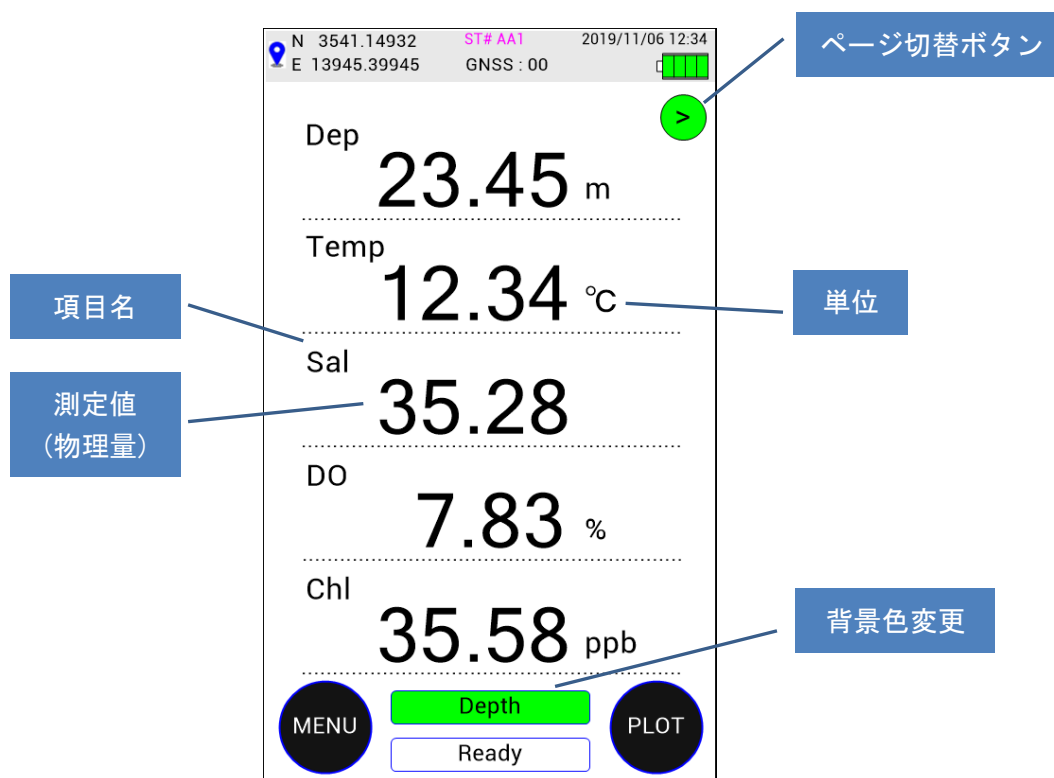 N 3541.14932 ST# AA1 2019/11/06 12:34
E 13945.39945 GNSS : 00
ページ切替ボタン
>
Dep
23.45 m
Temp
12.34 ℃
単位
項目名
Sal
35.28
測定値
（物理量）
DO
7.83 %
Chl
35.58 ppb
背景色変更
MENU
Depth
Ready
PLOT